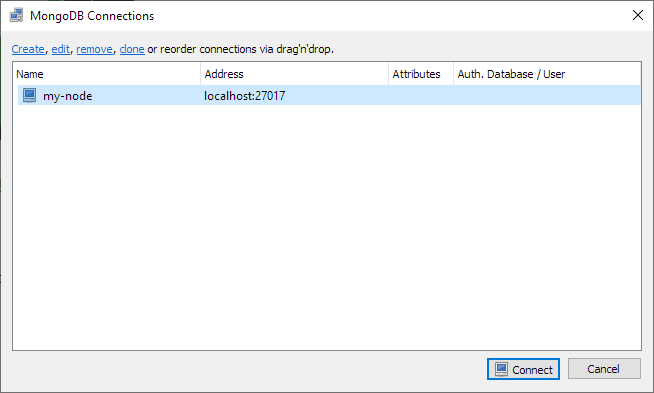 MongoDB Connections
Create, edit, remove, clone or reorder connections via drag'n'drop.
Name Address Attributes Auth. Database / User
my-node localhost:27017
Connect Cancel